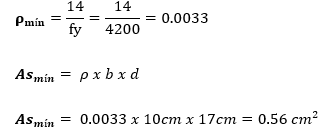 ρmín = 14/fy = 14/4200 = 0.0033
Asmín = ρ x b x d
Asmín = 0.0033 x 10cm x 17cm = 0.56 cm²